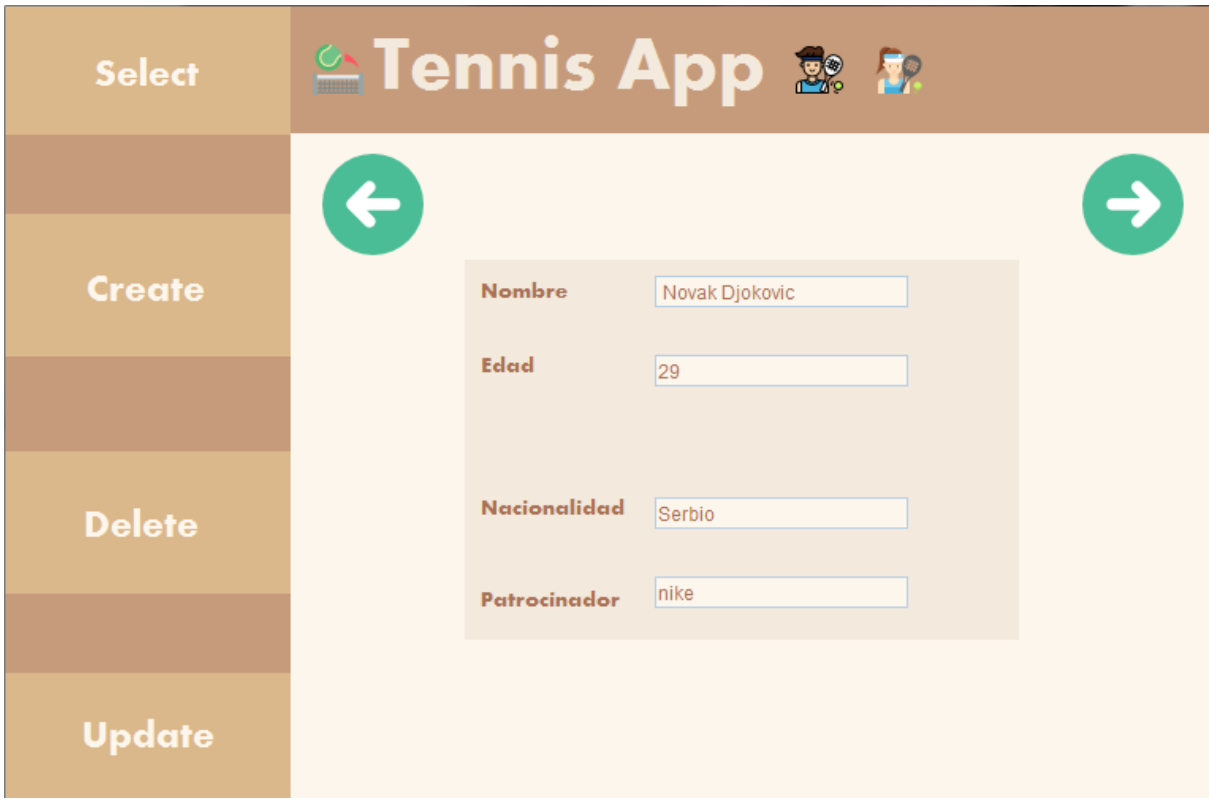 Select
Tennis App
Create
Delete
Update
Nombre
Novak Djokovic
Edad
29
Nacionalidad
Serbio
Patrocinador
nike